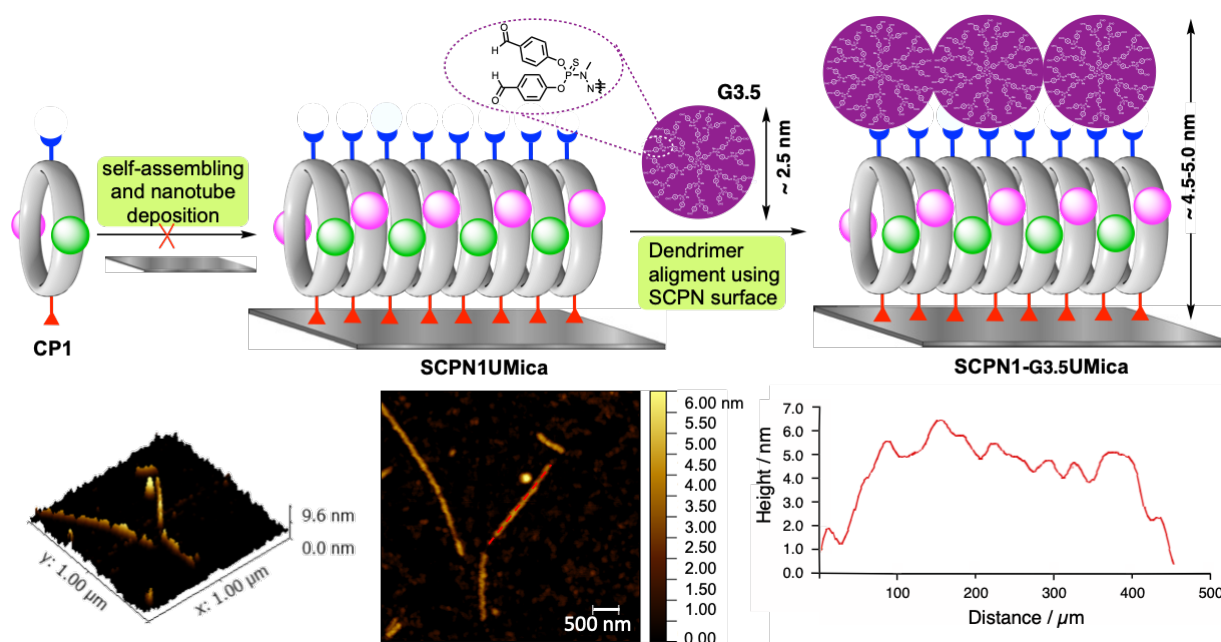 H
O
O
H
O
O
P
S
N
N
G3.5
~ 2.5 nm
~ 4.5-5.0 nm
self-assembling
and nanotube
deposition
Dendrimer
aligment using
SCPN surface
CP1
SCPN1UMica
SCPN1-G3.5UMica
9.6 nm
0.0 nm
y: 1.00 µm
x: 1.00 µm
500 nm
6.00 nm
5.00
4.50
4.00
3.50
3.00
2.50
2.00
1.50
1.00
0.00
Height / nm
7.0
6.0
5.0
4.0
3.0
2.0
1.0
0.0
100
200
300
400
500
Distance / µm